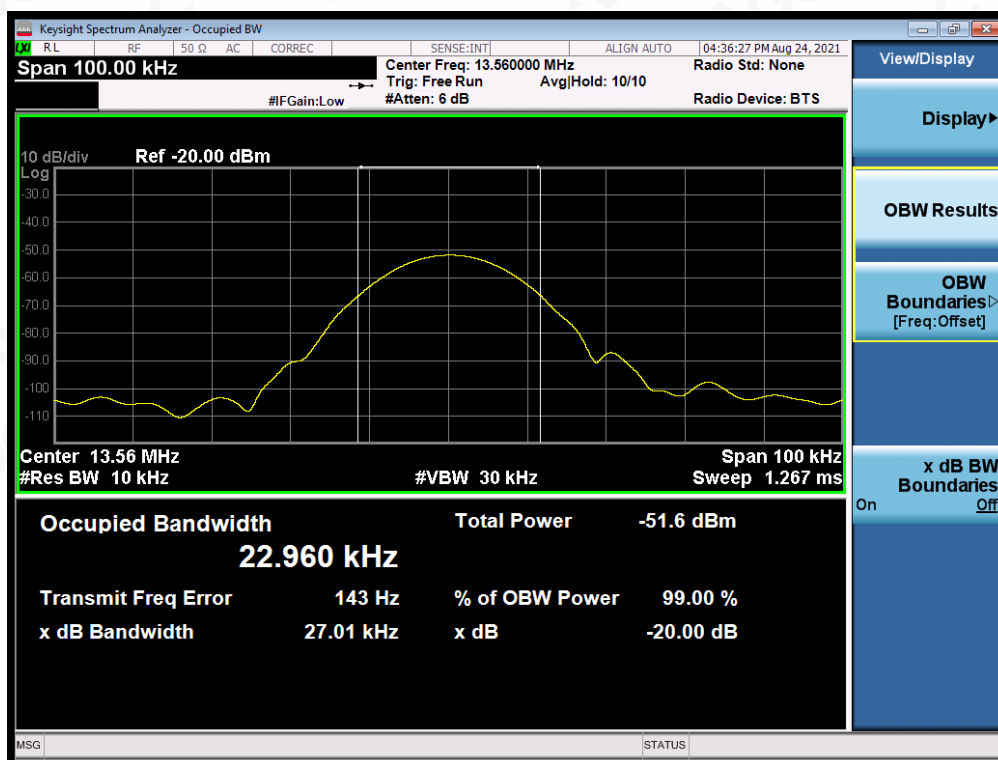 Keysight Spectrum Analyzer - Occupied BW
LXI RL RF 50 Ω AC CORREC SENSE:INT ALIGN AUTO 04:36:27 PM Aug 24, 2021
Span 100.00 kHz
Center Freq: 13.560000 MHz Radio Std: None
Trig: Free Run Avg|Hold: 10/10
#IFGain:Low #Atten: 6 dB Radio Device: BTS
10 dB/div Ref -20.00 dBm
Log
-30.0
-40.0
-50.0
-60.0
-70.0
-80.0
-90.0
-100
-110
Center 13.56 MHz Span 100 kHz
#Res BW 10 kHz #VBW 30 kHz Sweep 1.267 ms
Occupied Bandwidth Total Power -51.6 dBm
22.960 kHz
Transmit Freq Error 143 Hz % of OBW Power 99.00 %
x dB Bandwidth 27.01 kHz x dB -20.00 dB
MSG STATUS
View/Display
Display
OBW Results
OBW
Boundaries
[Freq:Offset]
x dB BW
Boundaries
On Off